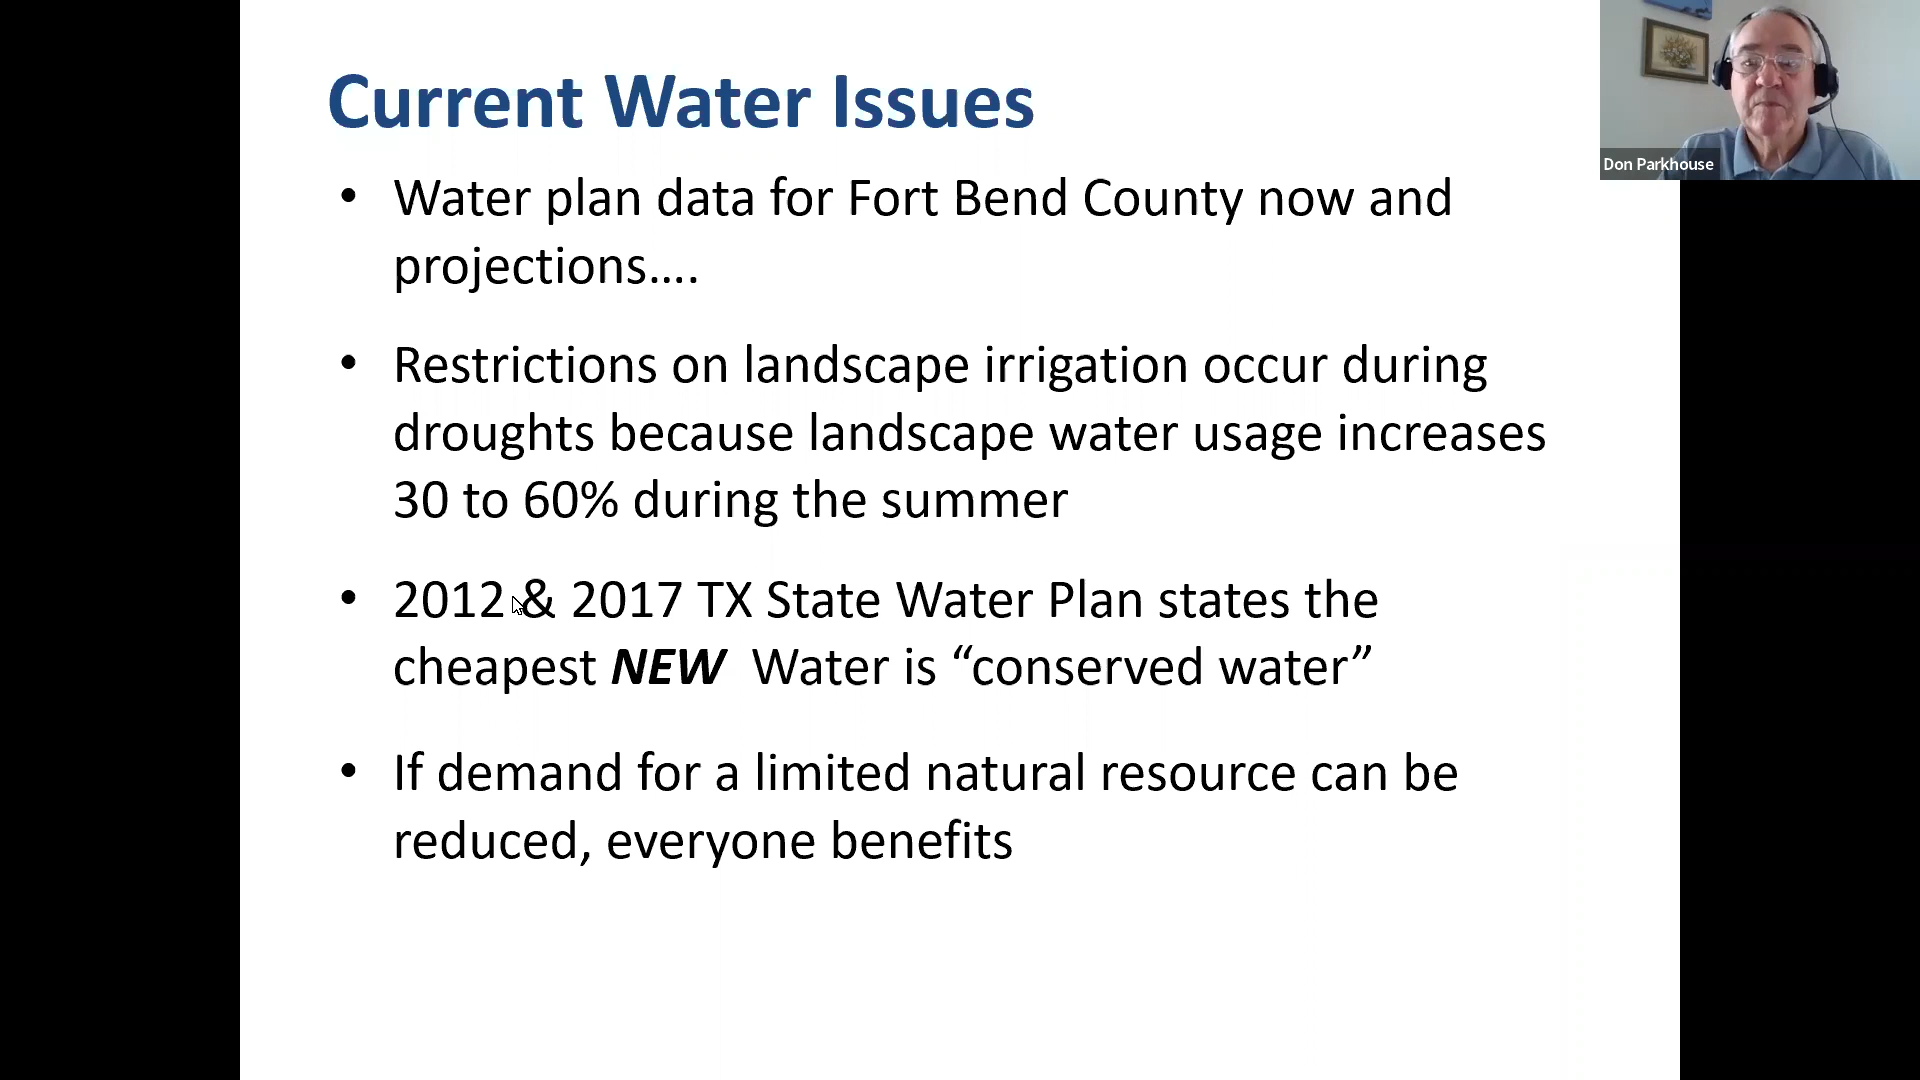 Current Water Issues
• Water plan data for Fort Bend County now and
projections....
• Restrictions on landscape irrigation occur during
droughts because landscape water usage increases
30 to 60% during the summer
• 2012 & 2017 TX State Water Plan states the
cheapest NEW Water is “conserved water”
• If demand for a limited natural resource can be
reduced, everyone benefits
Don Parkhouse